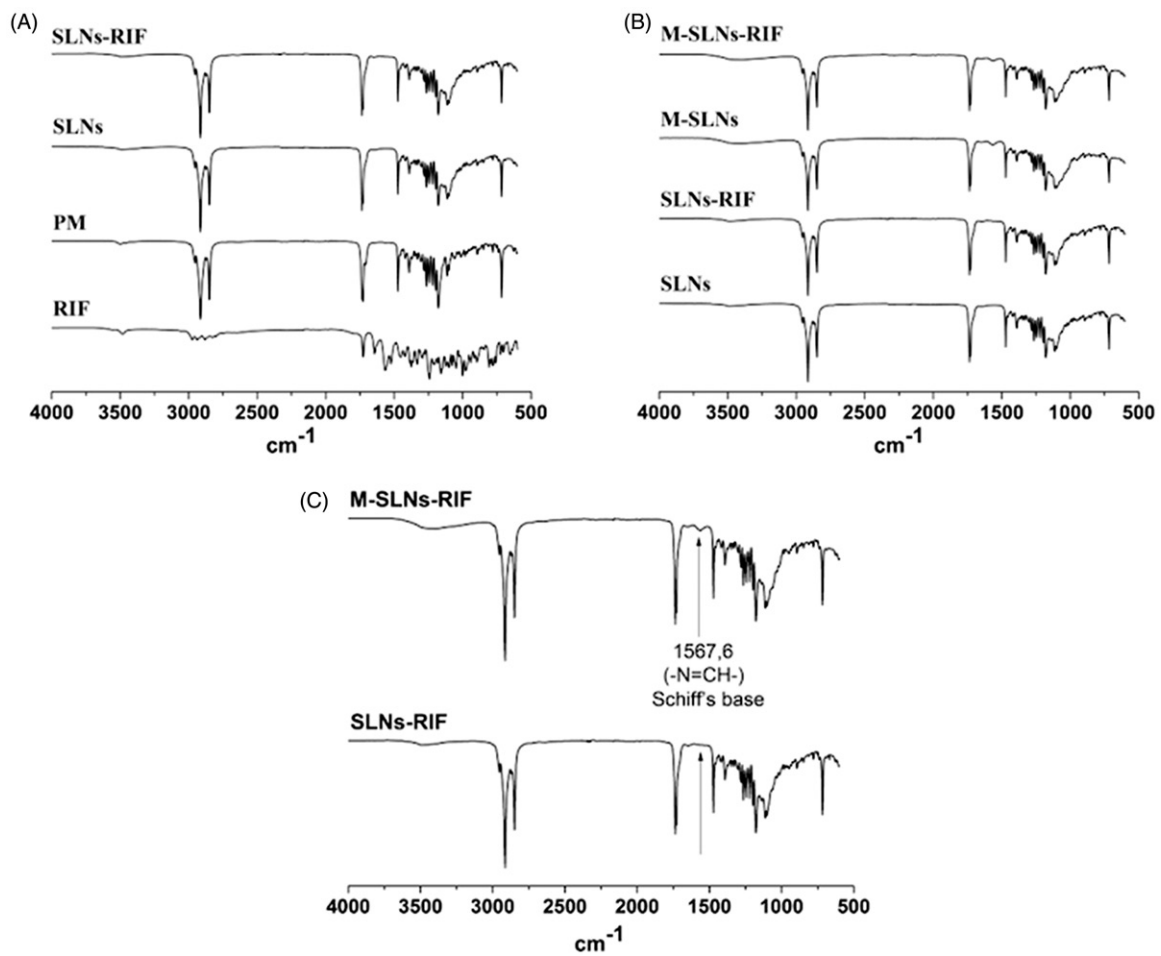 (A)
SLNs-RIF
SLNs
PM
RIF
4000 3500 3000 2500 2000 1500 1000 500
cm-1
(B)
M-SLNs-RIF
M-SLNs
SLNs-RIF
SLNs
4000 3500 3000 2500 2000 1500 1000 500
cm-1
(C)
M-SLNs-RIF
1567,6
(-N=CH-)
Schiff's base
SLNs-RIF
4000 3500 3000 2500 2000 1500 1000 500
cm-1